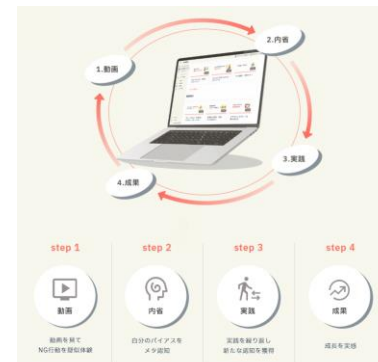 1.動画
2.内省
3.実践
4.成果
step 1
動画
動画を見て
NG行動を疑似体験
step 2
内省
自分のバイアスを
メタ認知
step 3
実践
実践を繰り返し
新たな認知を獲得
step 4
成果
成長を実感